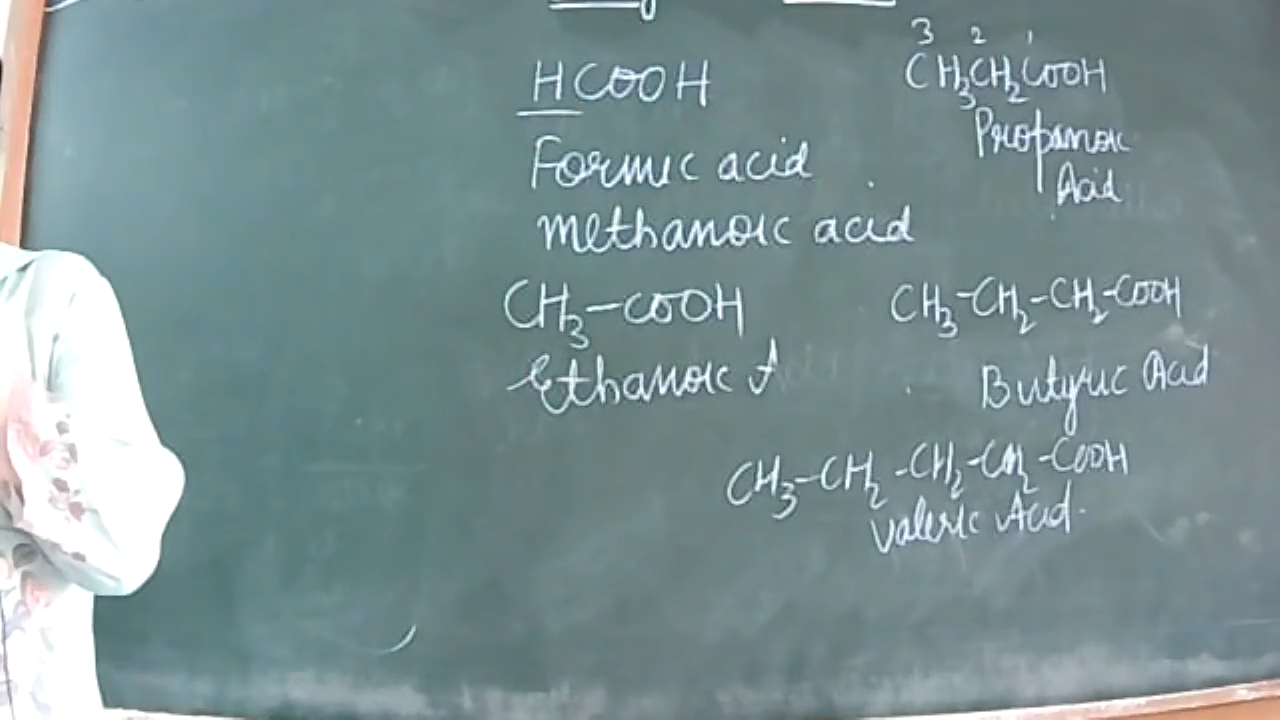 HCOOH
Formic acid
methanoic acid
CH3-COOH
Ethanoic A
3 2 1
CH3CH2COOH
Propanoic
Acid
CH3-CH2-CH2-COOH
Butyric Acid
CH3-CH2-CH2-CH2-COOH
Valeric Acid.